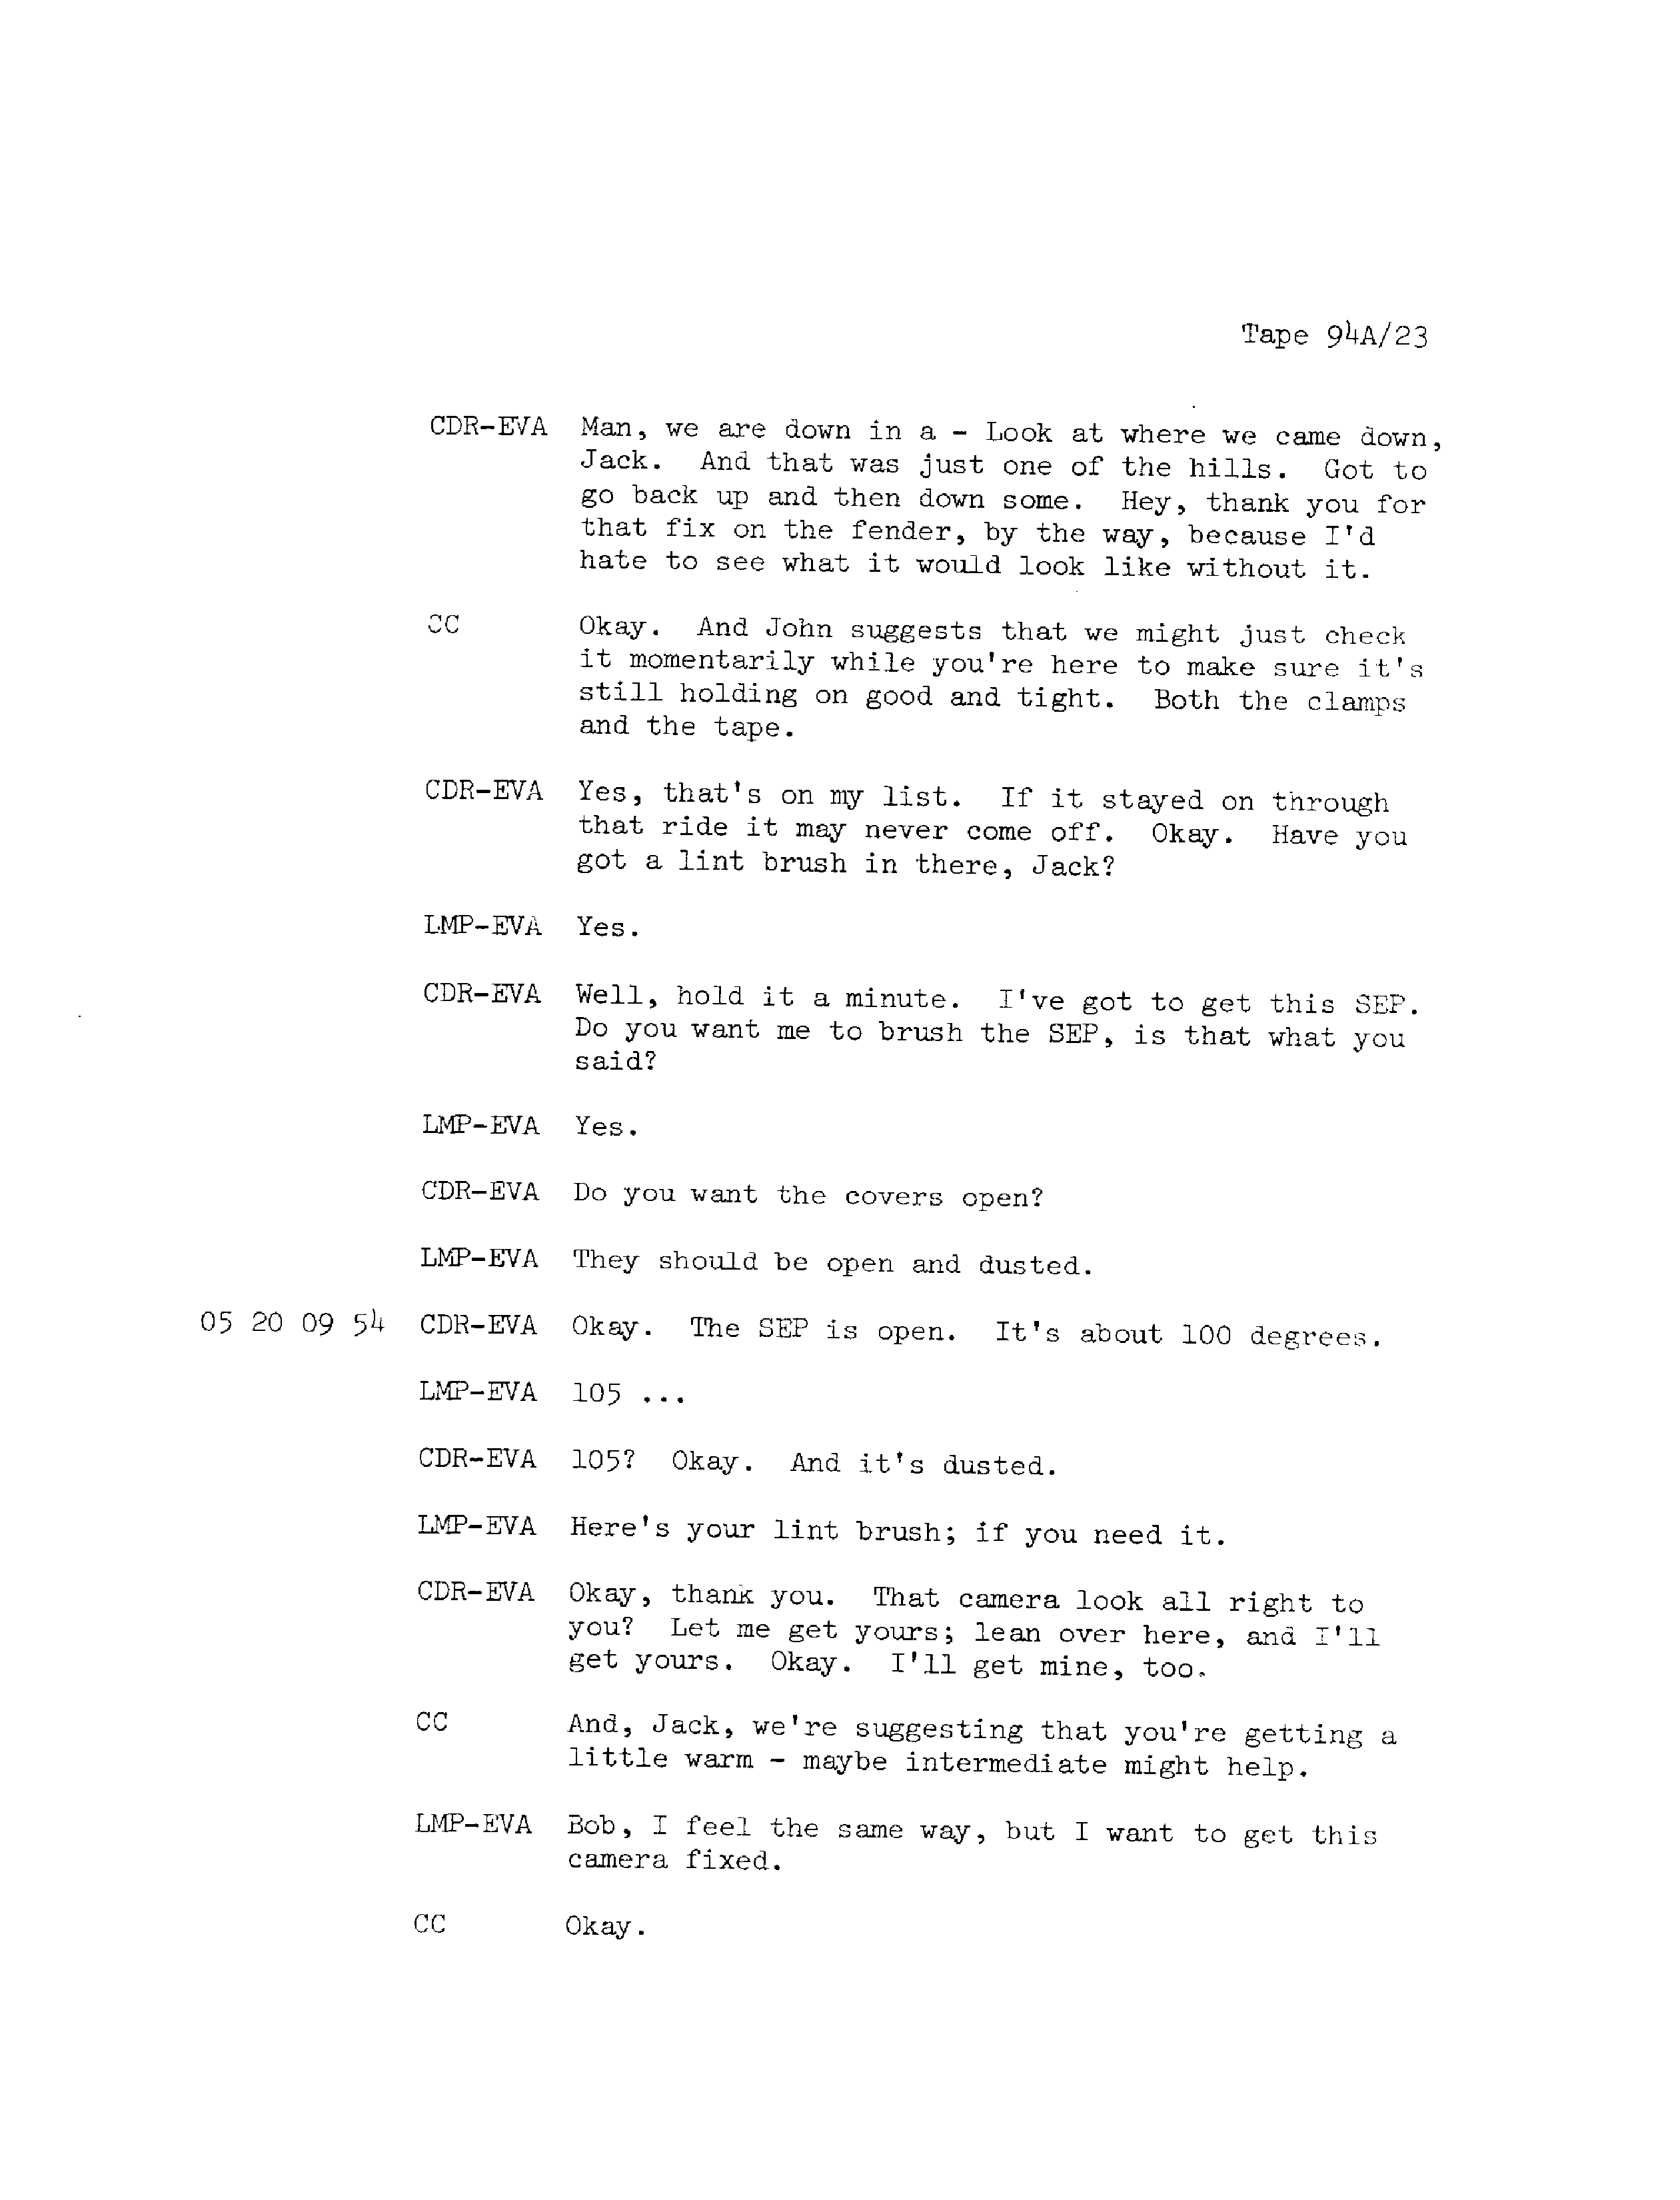 Tape 94A/23
CDR-EVA Man, we are down in a - Look at where we came down,
Jack. And that was just one of the hills. Got to
go back up and then down some. Hey, thank you for
that fix on the fender, by the way, because I'd
hate to see what it would look like without it.
CC Okay. And John suggests that we might just check
it momentarily while you're here to make sure it's
still holding on good and tight. Both the clamps
and the tape.
CDR-EVA Yes, that's on my list. If it stayed on through
that ride it may never come off. Okay. Have you
got a lint brush in there, Jack?
LMP-EVA Yes.
CDR-EVA Well, hold it a minute. I've got to get this SEP.
Do you want me to brush the SEP, is that what you
said?
LMP-EVA Yes.
CDR-EVA Do you want the covers open?
LMP-EVA They should be open and dusted.
05 20 09 54 CDR-EVA Okay. The SEP is open. It's about 100 degrees.
LMP-EVA 105 ...
CDR-EVA 105? Okay. And it's dusted.
LMP-EVA Here's your lint brush; if you need it.
CDR-EVA Okay, thank you. That camera look all right to
you? Let me get yours; lean over here, and I'll
get yours. Okay. I'll get mine, too.
CC And, Jack, we're suggesting that you're getting a
little warm - maybe intermediate might help.
LMP-EVA Bob, I feel the same way, but I want to get this
camera fixed.
CC Okay.